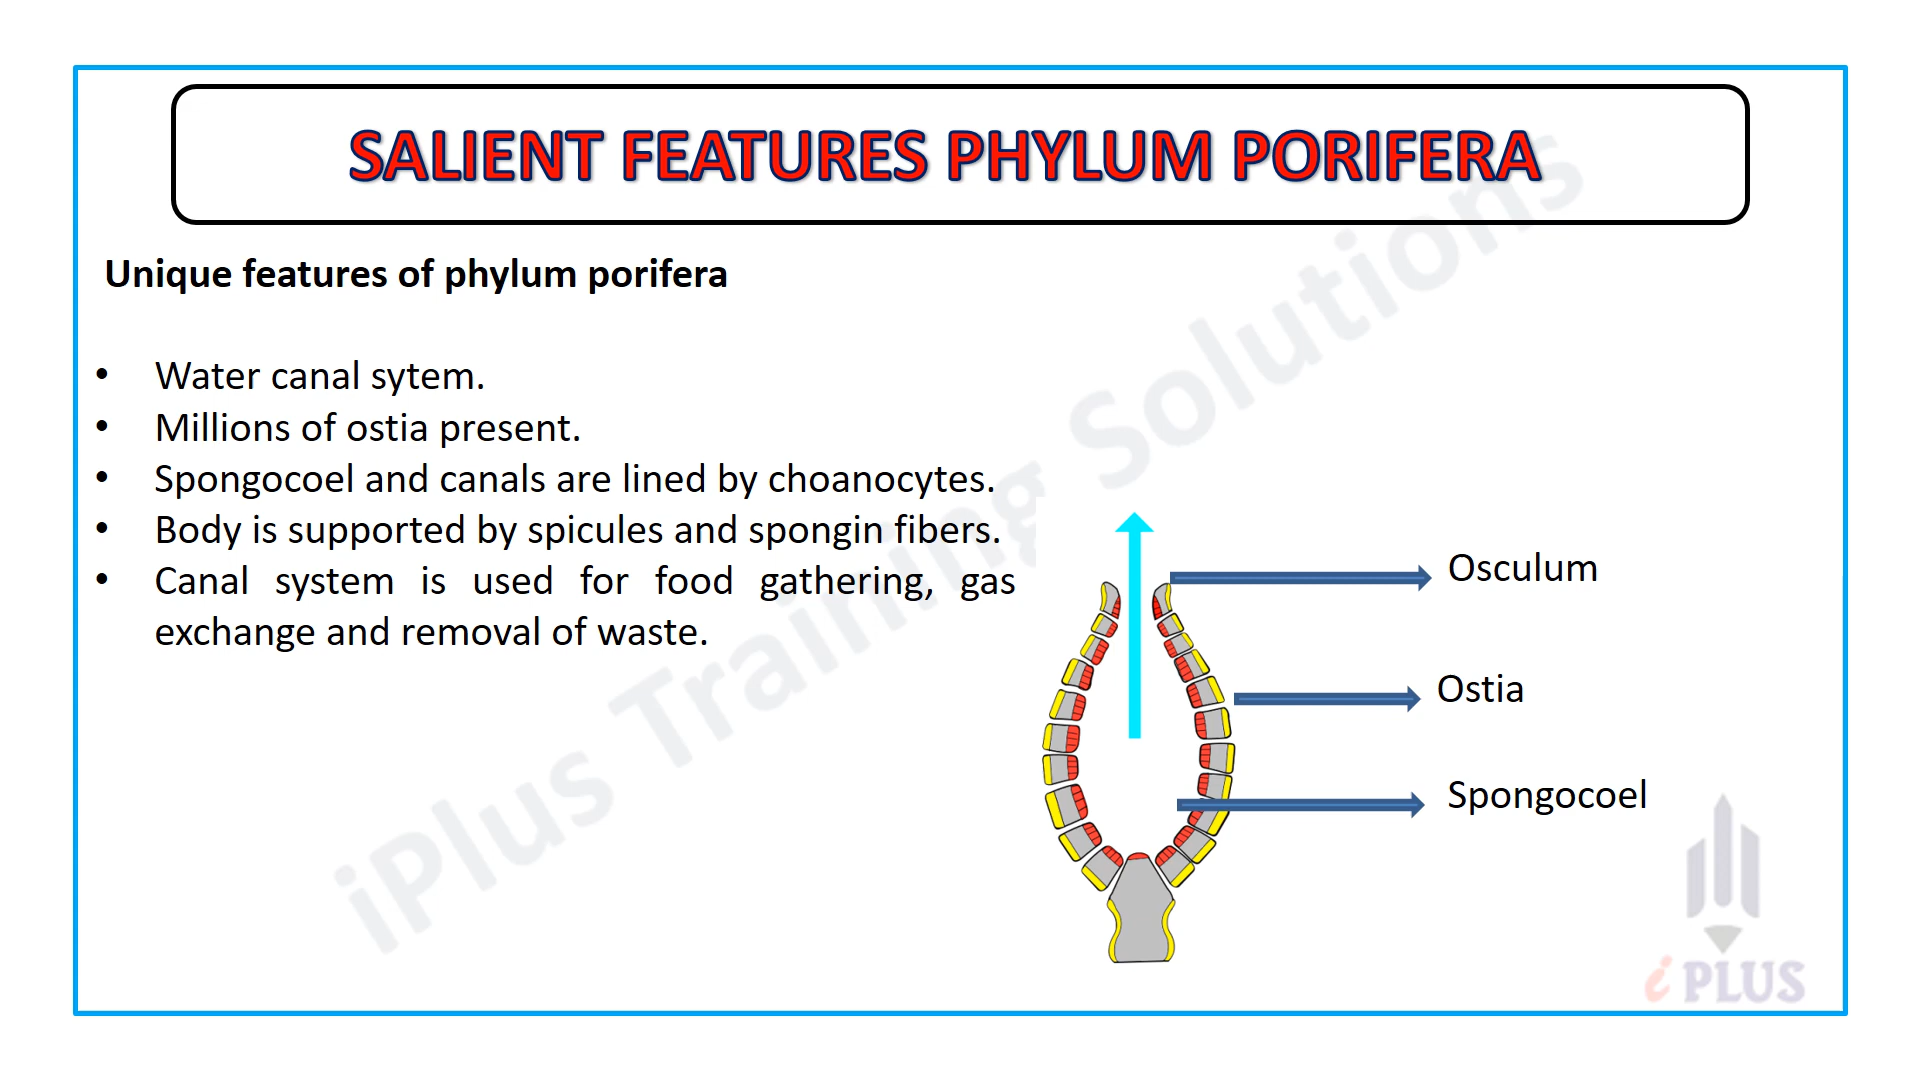 SALIENT FEATURES PHYLUM PORIFERA
Unique features of phylum porifera
• Water canal sytem.
• Millions of ostia present.
• Spongocoel and canals are lined by choanocytes.
• Body is supported by spicules and spongin fibers.
• Canal system is used for food gathering, gas
exchange and removal of waste.
Osculum
Ostia
Spongocoel
iPlus Training Solutions
i PLUS